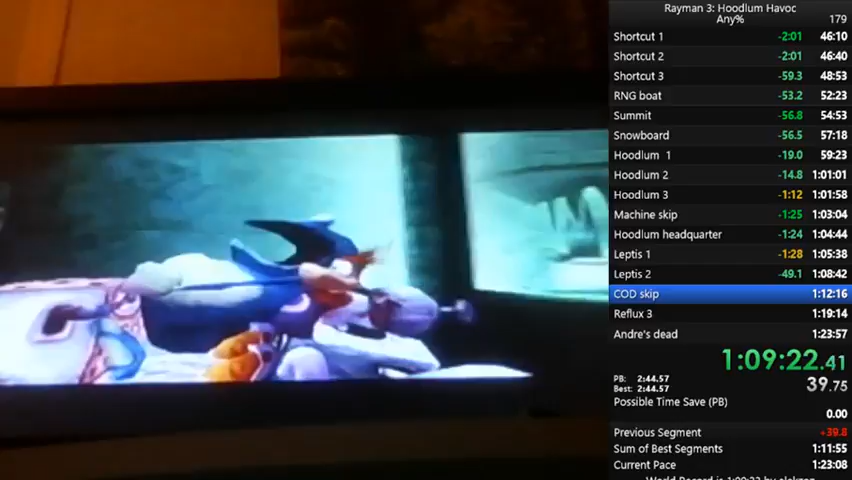 Rayman 3: Hoodlum Havoc
Any% 179
Shortcut 1 -2:01 46:10
Shortcut 2 -2:01 46:40
Shortcut 3 -59.3 48:53
RNG boat -53.2 52:23
Summit -56.8 54:53
Snowboard -56.5 57:18
Hoodlum 1 -19.0 59:23
Hoodlum 2 -14.8 1:01:01
Hoodlum 3 -1:12 1:01:58
Machine skip -1:25 1:03:04
Hoodlum headquarter -1:24 1:04:44
Leptis 1 -1:28 1:05:38
Leptis 2 -49.1 1:08:42
COD skip 1:12:16
Reflux 3 1:19:14
Andre's dead 1:23:57
1:09:22.41
PB: 2:44.57 39.75
Best: 2:44.57
Possible Time Save (PB)
0.00
Previous Segment +39.8
Sum of Best Segments 1:11:55
Current Pace 1:23:08
World Record is